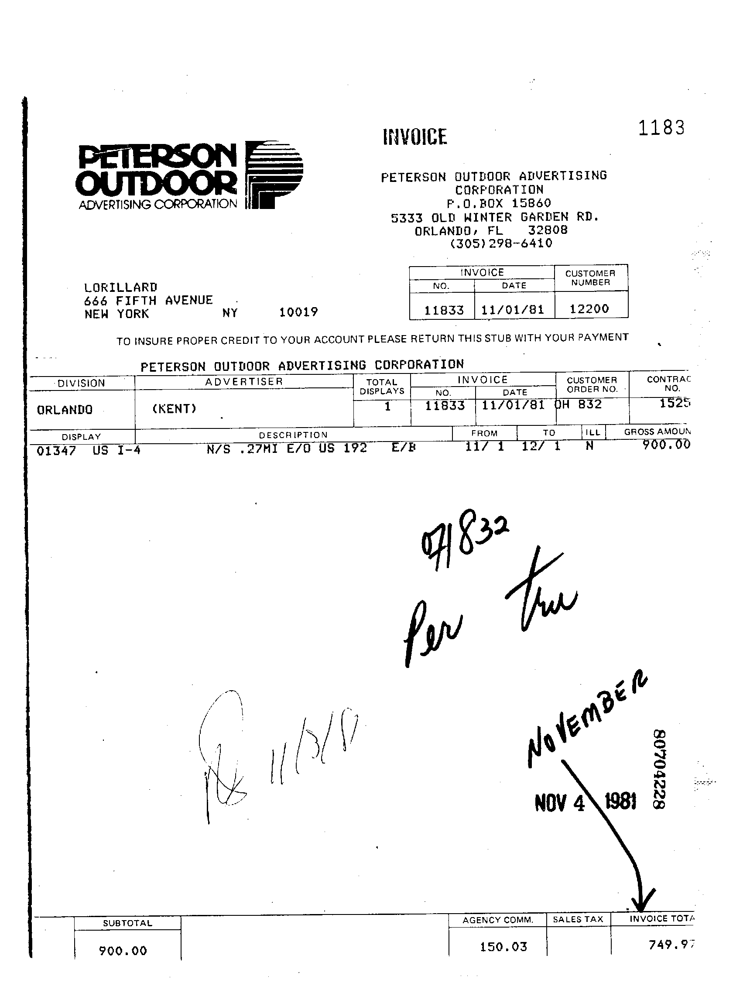 1183
INVOICE
PETERSON
OUTDOOR
ADVERTISING CORPORATION
PETERSON OUTDOOR ADVERTISING
CORPORATION
P.O.BOX 15860
5333 OLD WINTER GARDEN RD.
ORLANDO, FL 32808
(305)298-6410
INVOICE CUSTOMER NUMBER
NO. DATE
11833 11/01/81 12200
LORILLARD
666 FIFTH AVENUE
NEW YORK NY 10019
TO INSURE PROPER CREDIT TO YOUR ACCOUNT PLEASE RETURN THIS STUB WITH YOUR PAYMENT
PETERSON OUTDOOR ADVERTISING CORPORATION
DIVISION ADVERTISER TOTAL DISPLAYS INVOICE NO. DATE CUSTOMER ORDER NO. CONTRAC NO.
ORLANDO (KENT) 1 11833 11/01/81 OH 832 1525
DISPLAY DESCRIPTION FROM TO ILL GROSS AMOUN
01347 US I-4 N/S .27MI E/O US 192 E/B 11/ 1 12/ 1 N 900.00
832
Per
11/3/81
NOVEMBER
NOV 4 1981
80704228
SUBTOTAL AGENCY COMM. SALES TAX INVOICE TOTA
900.00 150.03 749.97